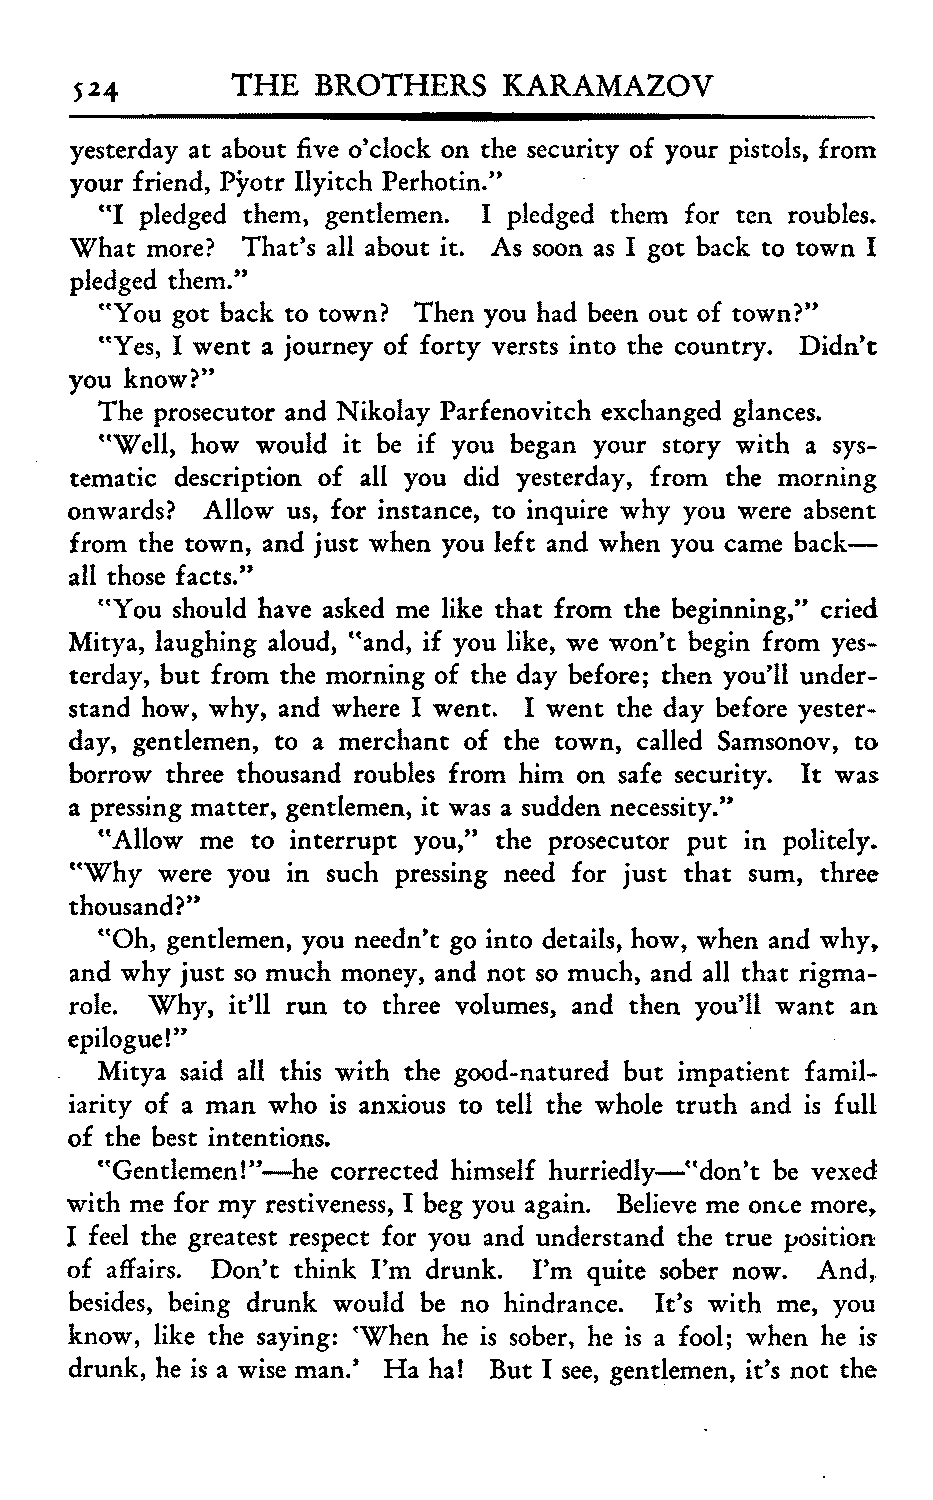 524 THE BROTHERS KARAMAZOV
yesterday at about five o'clock on the security of your pistols, from
your friend, Pyotr Ilyitch Perhotin."
"I pledged them, gentlemen. I pledged them for ten roubles.
What more? That's all about it. As soon as I got back to town I
pledged them."
"You got back to town? Then you had been out of town?"
"Yes, I went a journey of forty versts into the country. Didn't
you know?"
The prosecutor and Nikolay Parfenovitch exchanged glances.
"Well, how would it be if you began your story with a sys-
tematic description of all you did yesterday, from the morning
onwards? Allow us, for instance, to inquire why you were absent
from the town, and just when you left and when you came back—
all those facts."
"You should have asked me like that from the beginning," cried
Mitya, laughing aloud, "and, if you like, we won't begin from yes-
terday, but from the morning of the day before; then you'll under-
stand how, why, and where I went. I went the day before yester-
day, gentlemen, to a merchant of the town, called Samsonov, to
borrow three thousand roubles from him on safe security. It was
a pressing matter, gentlemen, it was a sudden necessity."
"Allow me to interrupt you," the prosecutor put in politely.
"Why were you in such pressing need for just that sum, three
thousand?"
"Oh, gentlemen, you needn't go into details, how, when and why,
and why just so much money, and not so much, and all that rigma-
role. Why, it'll run to three volumes, and then you'll want an
epilogue!"
Mitya said all this with the good-natured but impatient famil-
iarity of a man who is anxious to tell the whole truth and is full
of the best intentions.
"Gentlemen!"—he corrected himself hurriedly—"don't be vexed
with me for my restiveness, I beg you again. Believe me once more,
I feel the greatest respect for you and understand the true position
of affairs. Don't think I'm drunk. I'm quite sober now. And,
besides, being drunk would be no hindrance. It's with me, you
know, like the saying: 'When he is sober, he is a fool; when he is
drunk, he is a wise man.' Ha ha! But I see, gentlemen, it's not the